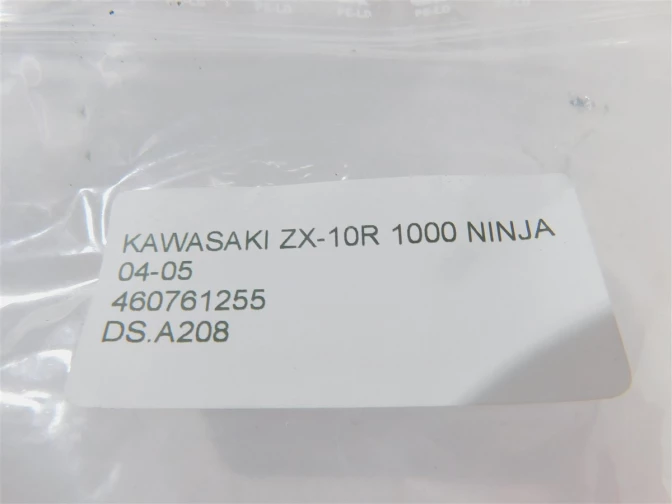 KAWASAKI ZX-10R 1000 NINJA
04-05
460761255
DS.A208